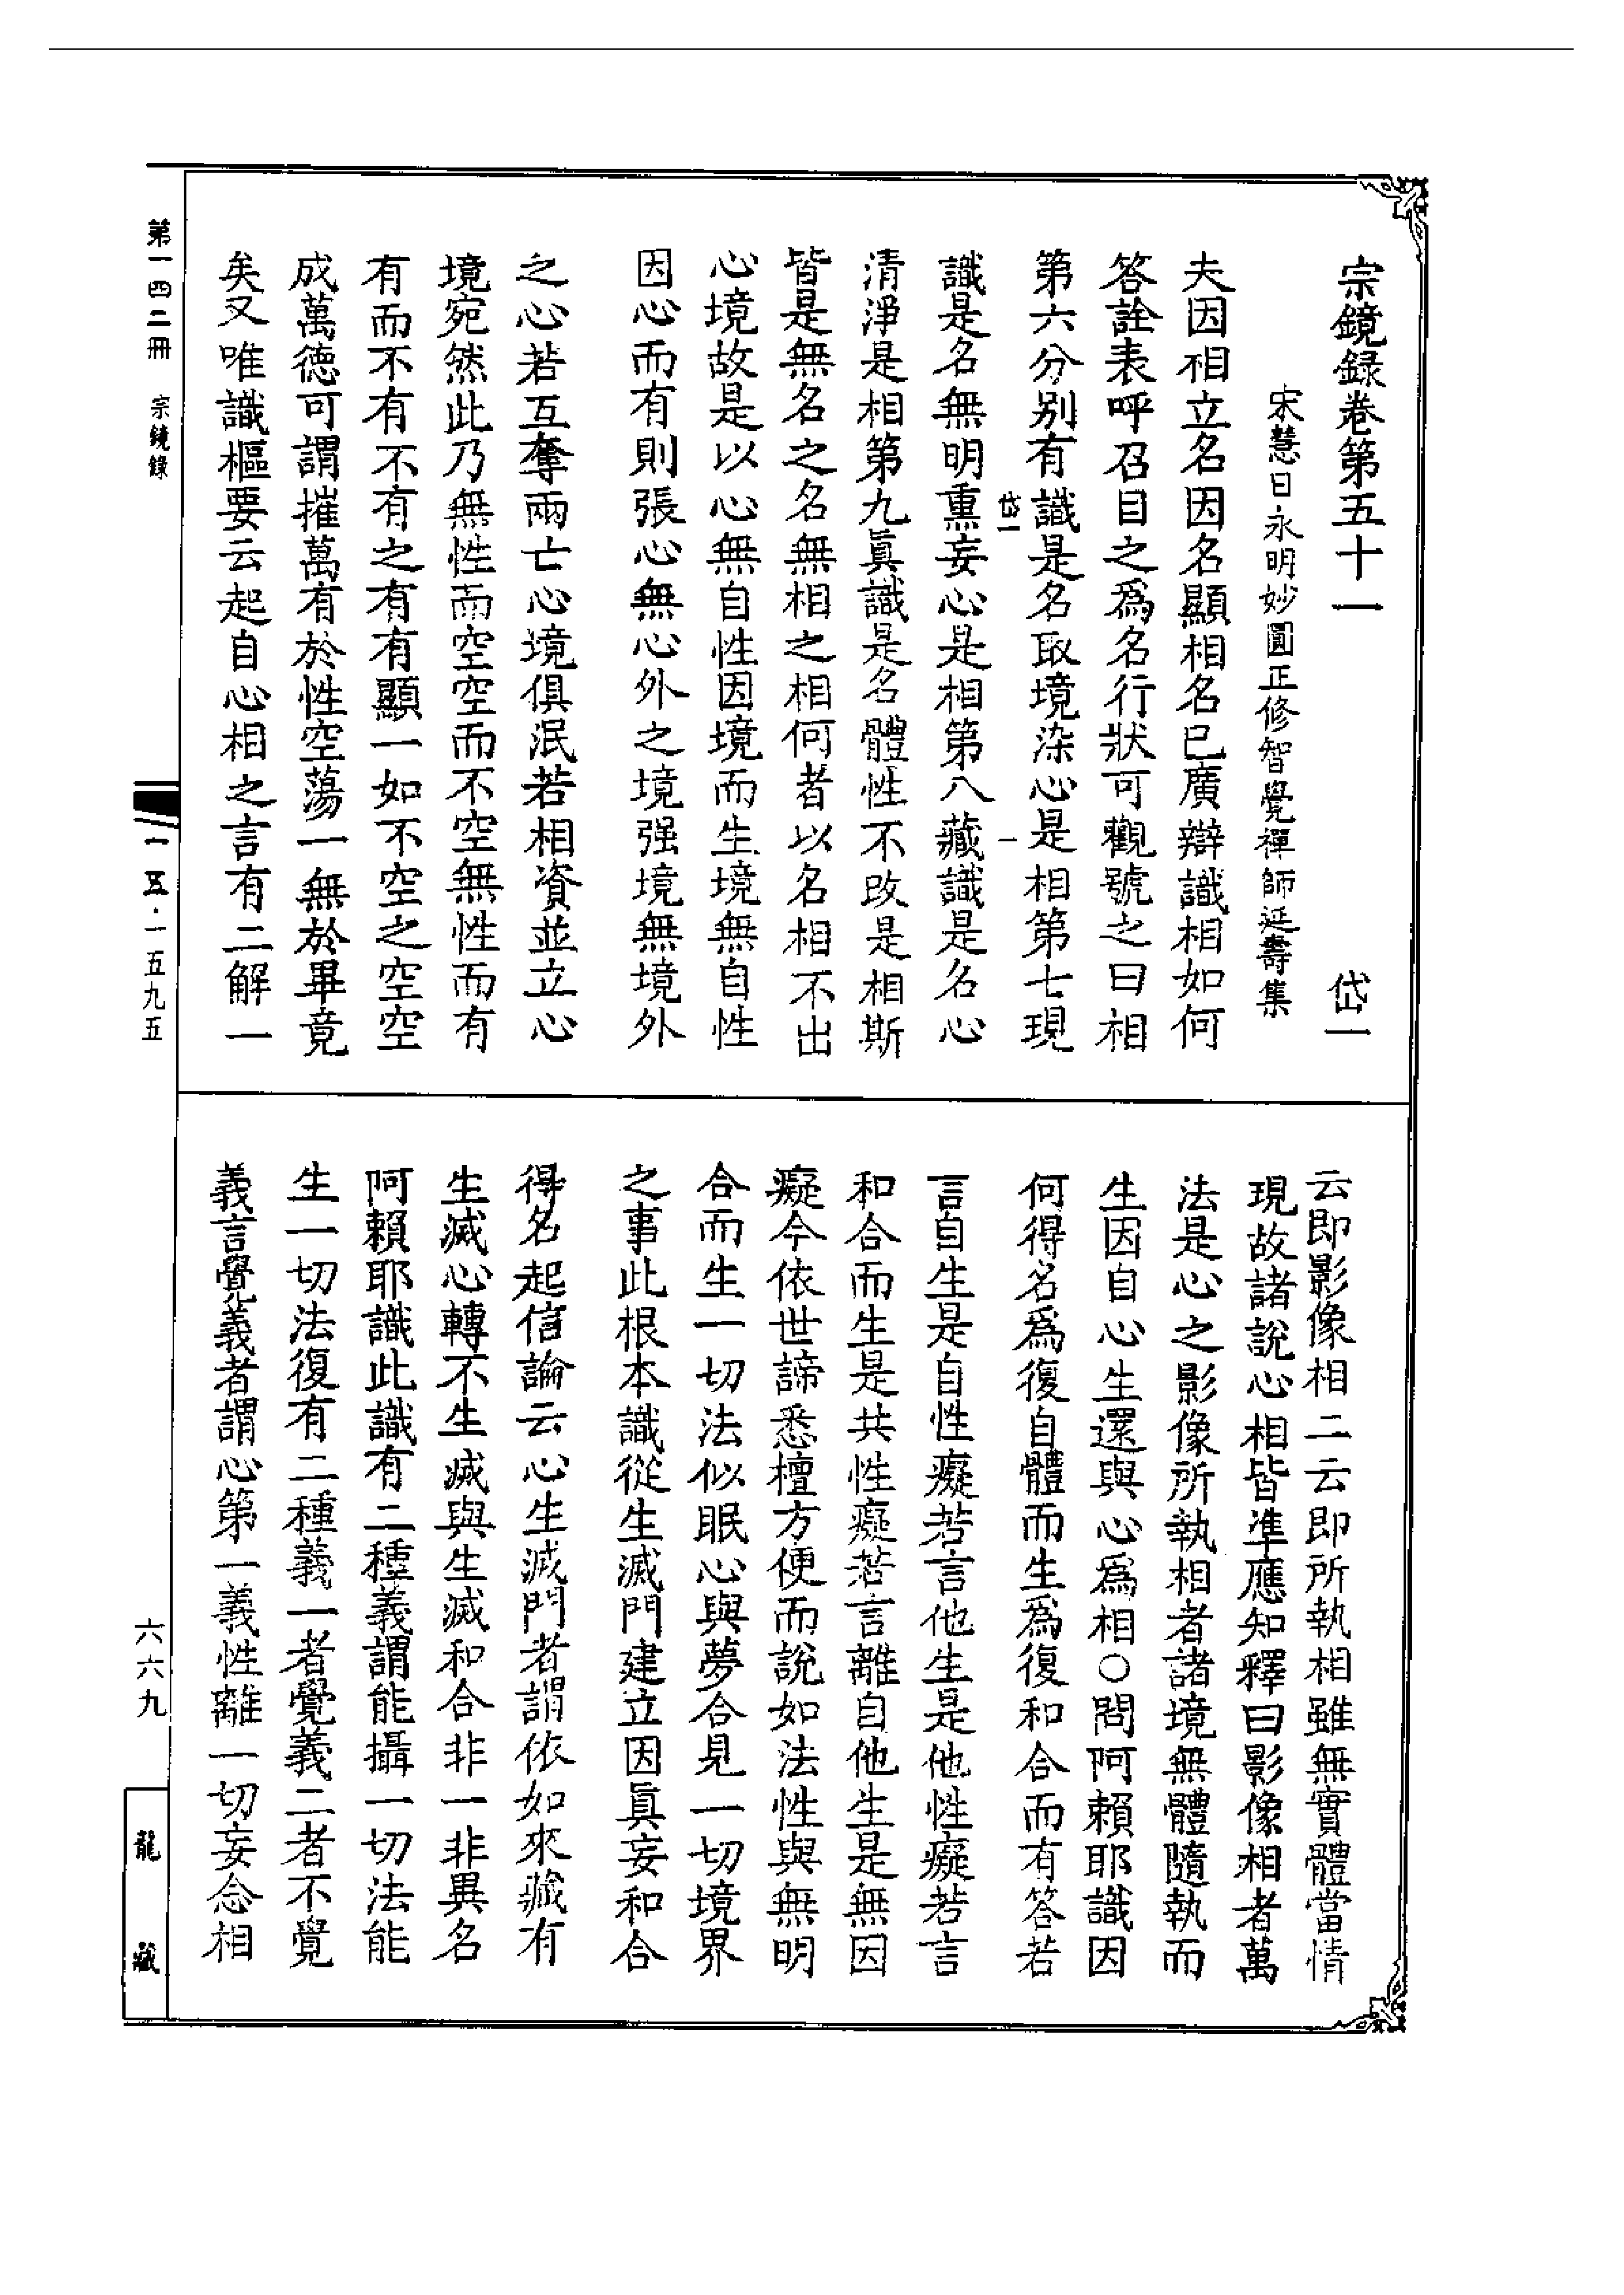 宗鏡錄卷第五十一　岱一
宋慧日永明妙圓正修智覺禪師延壽集
夫因相立名因名顯相名已廣辯識相如何
答詮表呼召目之爲名行狀可觀號之曰相
第六分别有識是名取境染心是相第七現
岱一　一
識是名無明熏妄心是相第八藏識是名心
清淨是相第九眞識是名體性不改是相斯
皆是無名之名無相之相何者以名相不出
心境故是以心無自性因境而生境無自性
因心而有則張心無心外之境强境無境外
之心若互奪兩亡心境俱泯若相資並立心
境宛然此乃無性而空空而不空無性而有
有而不有不有之有有顯一如不空之空空
成萬德可謂摧萬有於性空蕩一無於畢竟
矣又唯識樞要云起自心相之言有二解一
云即影像相二云即所執相雖無實體當情
現故諸說心相皆準應知釋曰影像相者萬
法是心之影像所執相者諸境無體隨執而
生因自心生還與心爲相○問阿賴耶識因
何得名爲復自體而生爲復和合而有答若
言自生是自性癡若言他生是他性癡若言
和合而生是共性癡若言離自他生是無因
癡今依世諦悉檀方便而說如法性與無明
合而生一切法似眠心與夢合見一切境界
之事此根本識從生滅門建立因眞妄和合
得名起信論云心生滅門者謂依如來藏有
生滅心轉不生滅與生滅和合非一非異名
阿賴耶識此識有二種義謂能攝一切法能
生一切法復有二種義一者覺義二者不覺
義言覺義者謂心第一義性離一切妄念相
第一四二冊　宗鏡錄
一一五·一五九五
六六九
龍藏